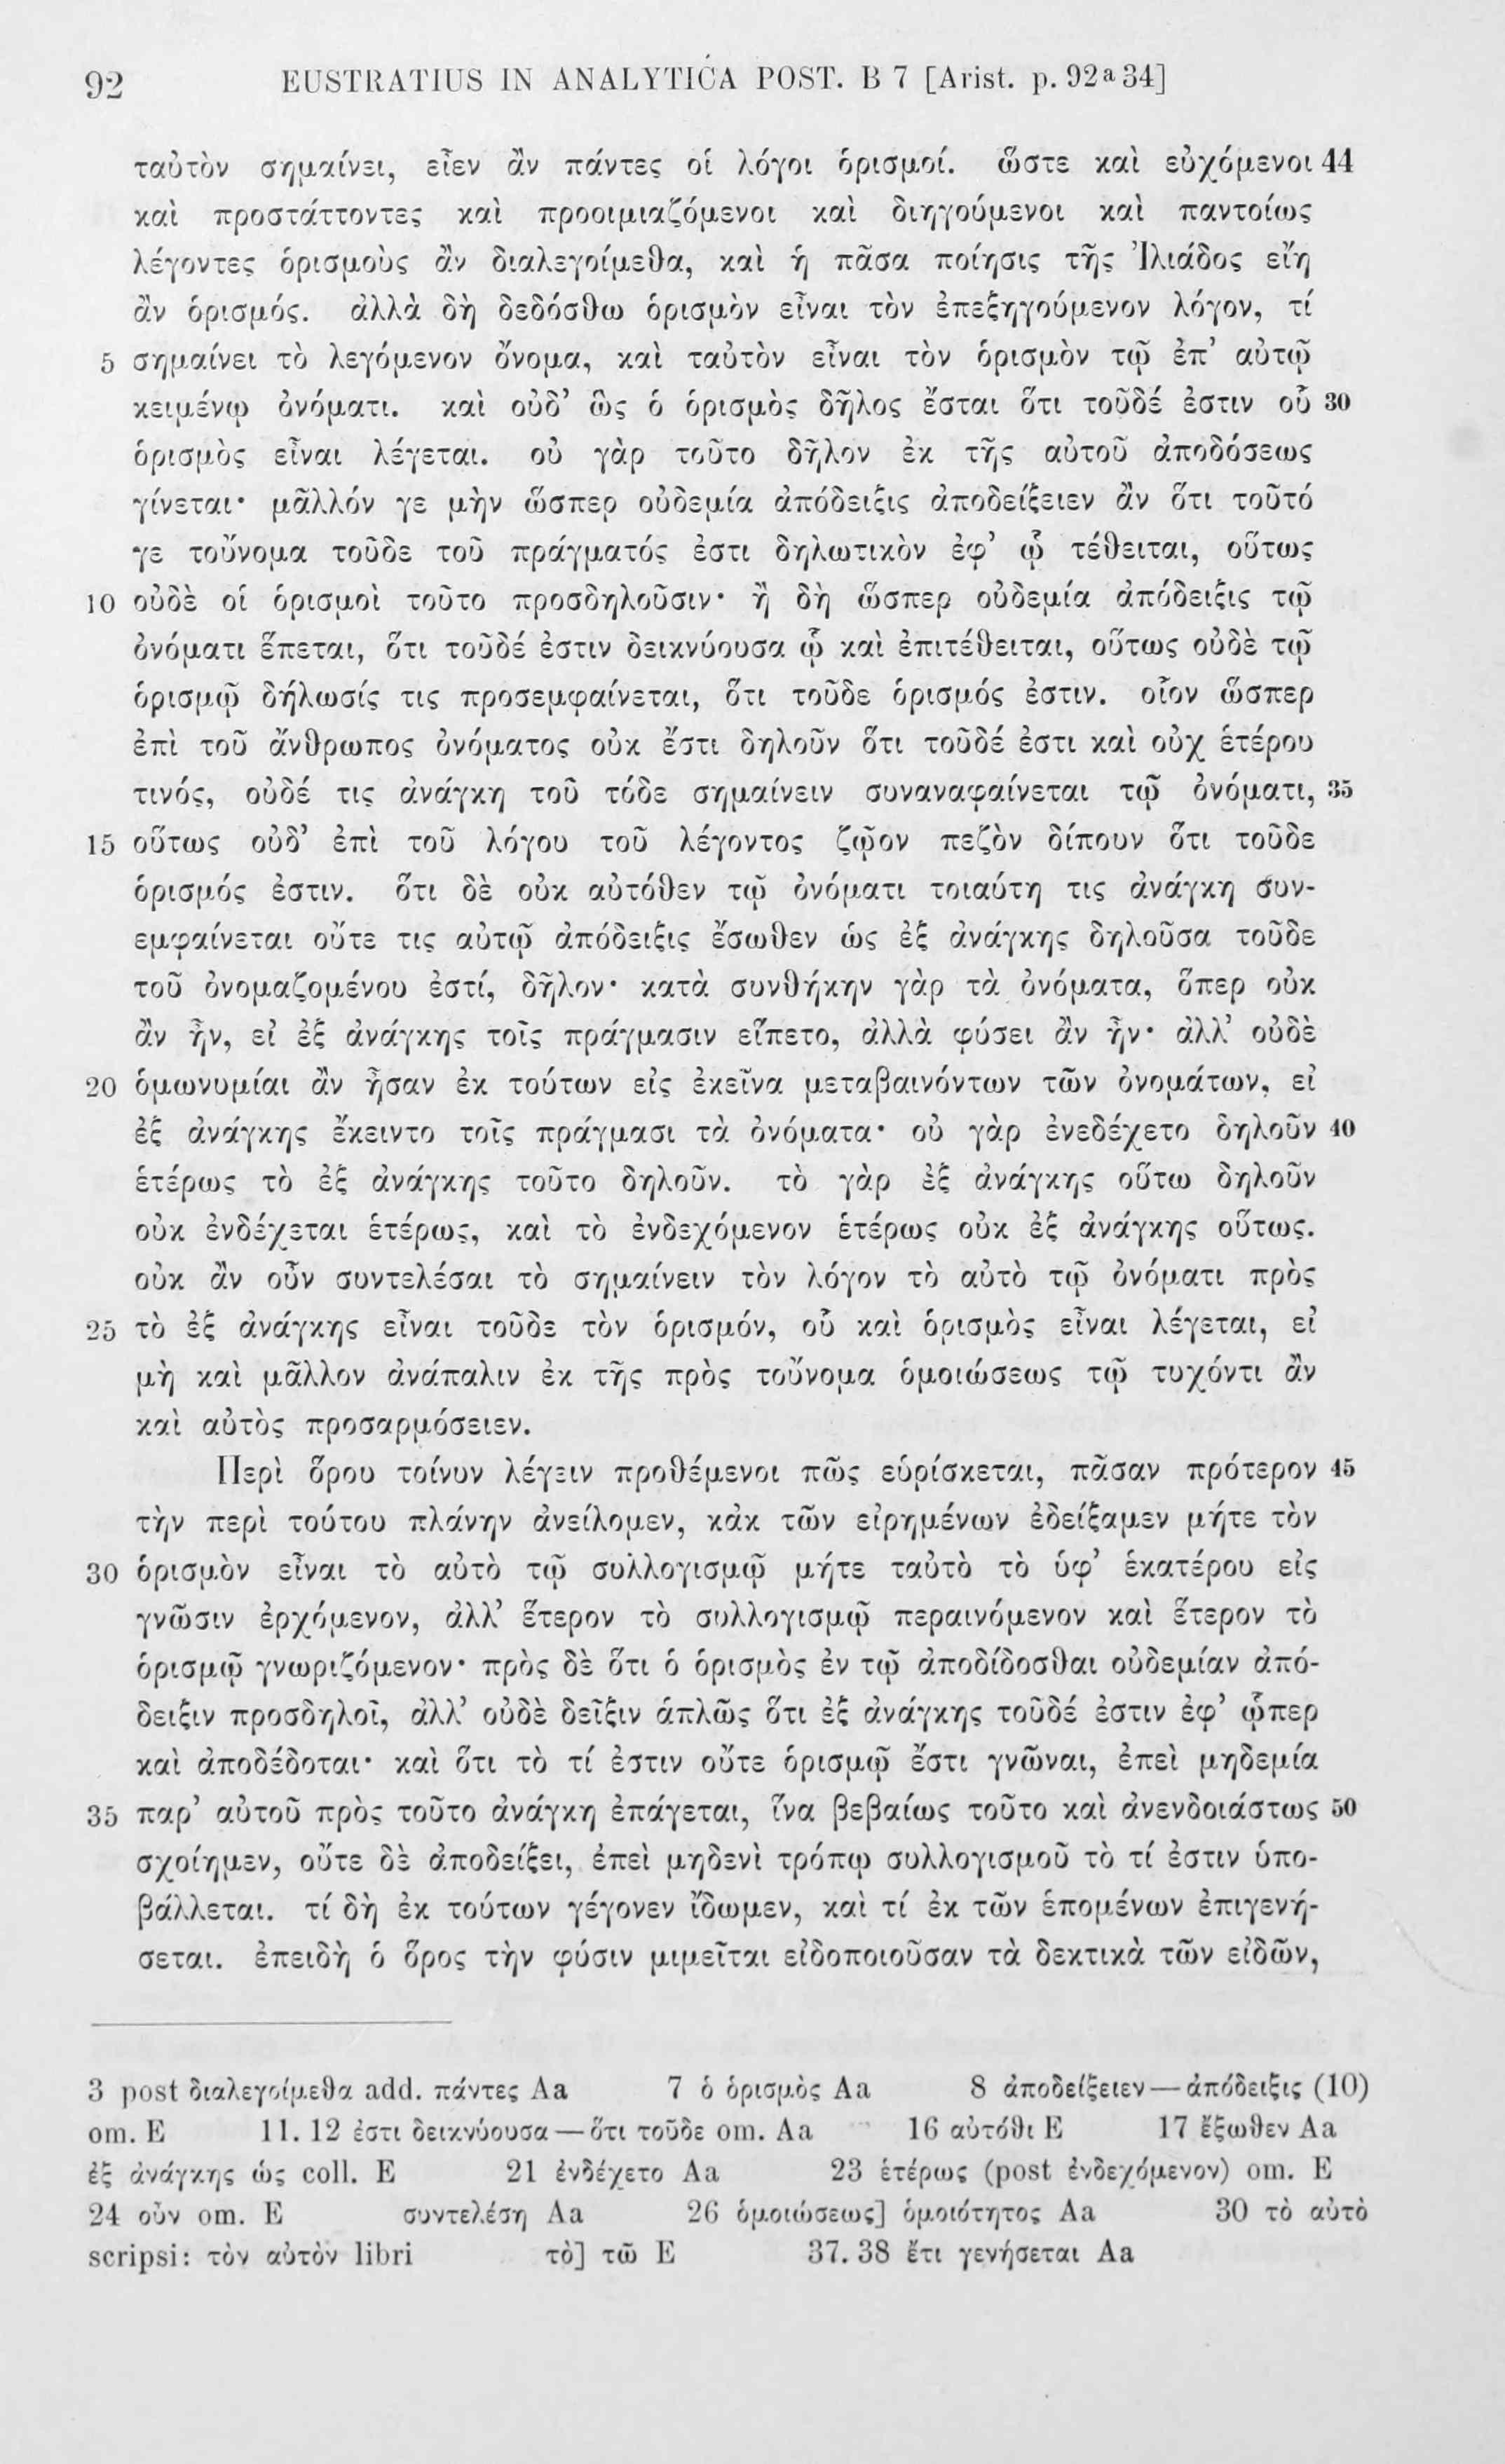 92 EUSTRATIUS IN ANALYTICA POST. B 7 [Arist. p. 92ᵃ34]
ταὐτὸν σημαίνει, εἶεν ἂν πάντες οἱ λόγοι ὁρισμοί. ὥστε καὶ εὐχόμενοι 44
καὶ προστάττοντες καὶ προοιμιαζόμενοι καὶ διηγούμενοι καὶ παντοίως
λέγοντες ὁρισμοὺς ἂν διαλεγοίμεθα, καὶ ἡ πᾶσα ποίησις τῆς Ἰλιάδος εἴη
ἂν ὁρισμός. ἀλλὰ δὴ δεδόσθω ὁρισμὸν εἶναι τὸν ἐπεξηγούμενον λόγον, τί
5 σημαίνει τὸ λεγόμενον ὄνομα, καὶ ταὐτὸν εἶναι τὸν ὁρισμὸν τῷ ἐπ’ αὐτῷ
κειμένῳ ὀνόματι. καὶ οὐδ’ ὣς ὁ ὁρισμὸς δῆλος ἔσται ὅτι τοῦδέ ἐστιν οὗ 30
ὁρισμὸς εἶναι λέγεται. οὐ γὰρ τοῦτο δῆλον ἐκ τῆς αὐτοῦ ἀποδόσεως
γίνεται· μᾶλλόν γε μὴν ὥσπερ οὐδεμία ἀπόδειξις ἀποδείξειεν ἂν ὅτι τοῦτό
γε τοὔνομα τοῦδε τοῦ πράγματός ἐστι δηλωτικὸν ἐφ’ ᾧ τέθειται, οὕτως
10 οὐδὲ οἱ ὁρισμοὶ τοῦτο προσδηλοῦσιν· ἢ δὴ ὥσπερ οὐδεμία ἀπόδειξις τῷ
ὀνόματι ἕπεται, ὅτι τοῦδέ ἐστιν δεικνύουσα ᾧ καὶ ἐπιτέθειται, οὕτως οὐδὲ τῷ
ὁρισμῷ δήλωσίς τις προσεμφαίνεται, ὅτι τοῦδε ὁρισμός ἐστιν. οἷον ὥσπερ
ἐπὶ τοῦ ἄνθρωπος ὀνόματος οὐκ ἔστι δηλοῦν ὅτι τοῦδέ ἐστι καὶ οὐχ ἑτέρου
τινός, οὐδέ τις ἀνάγκη τοῦ τόδε σημαίνειν συναναφαίνεται τῷ ὀνόματι, 35
15 οὕτως οὐδ’ ἐπὶ τοῦ λόγου τοῦ λέγοντος ζῷον πεζὸν δίπουν ὅτι τοῦδε
ὁρισμός ἐστιν. ὅτι δὲ οὐκ αὐτόθεν τῷ ὀνόματι τοιαύτη τις ἀνάγκη συν-
εμφαίνεται οὔτε τις αὐτῷ ἀπόδειξις ἔσωθεν ὡς ἐξ ἀνάγκης δηλοῦσα τοῦδε
τοῦ ὀνομαζομένου ἐστί, δῆλον· κατὰ συνθήκην γὰρ τὰ ὀνόματα, ὅπερ οὐκ
ἂν ἦν, εἰ ἐξ ἀνάγκης τοῖς πράγμασιν εἵπετο, ἀλλὰ φύσει ἂν ἦν· ἀλλ’ οὐδὲ
20 ὁμωνυμίαι ἂν ἦσαν ἐκ τούτων εἰς ἐκεῖνα μεταβαινόντων τῶν ὀνομάτων, εἰ
ἐξ ἀνάγκης ἔκειντο τοῖς πράγμασι τὰ ὀνόματα· οὐ γὰρ ἐνεδέχετο δηλοῦν 40
ἑτέρως τὸ ἐξ ἀνάγκης τοῦτο δηλοῦν. τὸ γὰρ ἐξ ἀνάγκης οὕτω δηλοῦν
οὐκ ἐνδέχεται ἑτέρως, καὶ τὸ ἐνδεχόμενον ἑτέρως οὐκ ἐξ ἀνάγκης οὕτως.
οὐκ ἂν οὖν συντελέσαι τὸ σημαίνειν τὸν λόγον τὸ αὐτὸ τῷ ὀνόματι πρὸς
25 τὸ ἐξ ἀνάγκης εἶναι τοῦδε τὸν ὁρισμόν, οὗ καὶ ὁρισμὸς εἶναι λέγεται, εἰ
μὴ καὶ μᾶλλον ἀνάπαλιν ἐκ τῆς πρὸς τοὔνομα ὁμοιώσεως τῷ τυχόντι ἂν
καὶ αὐτὸς προσαρμόσειεν.
Περὶ ὅρου τοίνυν λέγειν προθέμενοι πῶς εὑρίσκεται, πᾶσαν πρότερον 45
τὴν περὶ τούτου πλάνην ἀνείλομεν, κἀκ τῶν εἰρημένων ἐδείξαμεν μήτε τὸν
30 ὁρισμὸν εἶναι τὸ αὐτὸ τῷ συλλογισμῷ μήτε ταὐτὸ τὸ ὑφ’ ἑκατέρου εἰς
γνῶσιν ἐρχόμενον, ἀλλ’ ἕτερον τὸ συλλογισμῷ περαινόμενον καὶ ἕτερον τὸ
ὁρισμῷ γνωριζόμενον· πρὸς δὲ ὅτι ὁ ὁρισμὸς ἐν τῷ ἀποδίδοσθαι οὐδεμίαν ἀπό-
δειξιν προσδηλοῖ, ἀλλ’ οὐδὲ δεῖξιν ἁπλῶς ὅτι ἐξ ἀνάγκης τοῦδέ ἐστιν ἐφ’ ᾧπερ
καὶ ἀποδέδοται· καὶ ὅτι τὸ τί ἐστιν οὔτε ὁρισμῷ ἔστι γνῶναι, ἐπεὶ μηδεμία
35 παρ’ αὐτοῦ πρὸς τοῦτο ἀνάγκη ἐπάγεται, ἵνα βεβαίως τοῦτο καὶ ἀνενδοιάστως 50
σχοίημεν, οὔτε δὲ ἀποδείξει, ἐπεὶ μηδενὶ τρόπῳ συλλογισμοῦ τὸ τί ἐστιν ὑπο-
βάλλεται. τί δὴ ἐκ τούτων γέγονεν ἴδωμεν, καὶ τί ἐκ τῶν ἑπομένων ἐπιγενή-
σεται. ἐπειδὴ ὁ ὅρος τὴν φύσιν μιμεῖται εἰδοποιοῦσαν τὰ δεκτικὰ τῶν εἰδῶν,
3 post διαλεγοίμεθα add. πάντες Aa 7 ὁ ὁρισμὸς Aa 8 ἀποδείξειεν — ἀπόδειξις (10)
om. E 11. 12 ἐστι δεικνύουσα — ὅτι τοῦδε om. Aa 16 αὐτόθι E 17 ἔξωθεν Aa
ἐξ ἀνάγκης ὡς coll. E 21 ἐνδέχετο Aa 23 ἑτέρως (post ἐνδεχόμενον) om. E
24 οὖν om. E συντελέση Aa 26 ὁμοιώσεως] ὁμοιότητος Aa 30 τὸ αὐτὸ
scripsi: τὸν αὐτὸν libri τὸ] τῶ E 37. 38 ἔτι γενήσεται Aa